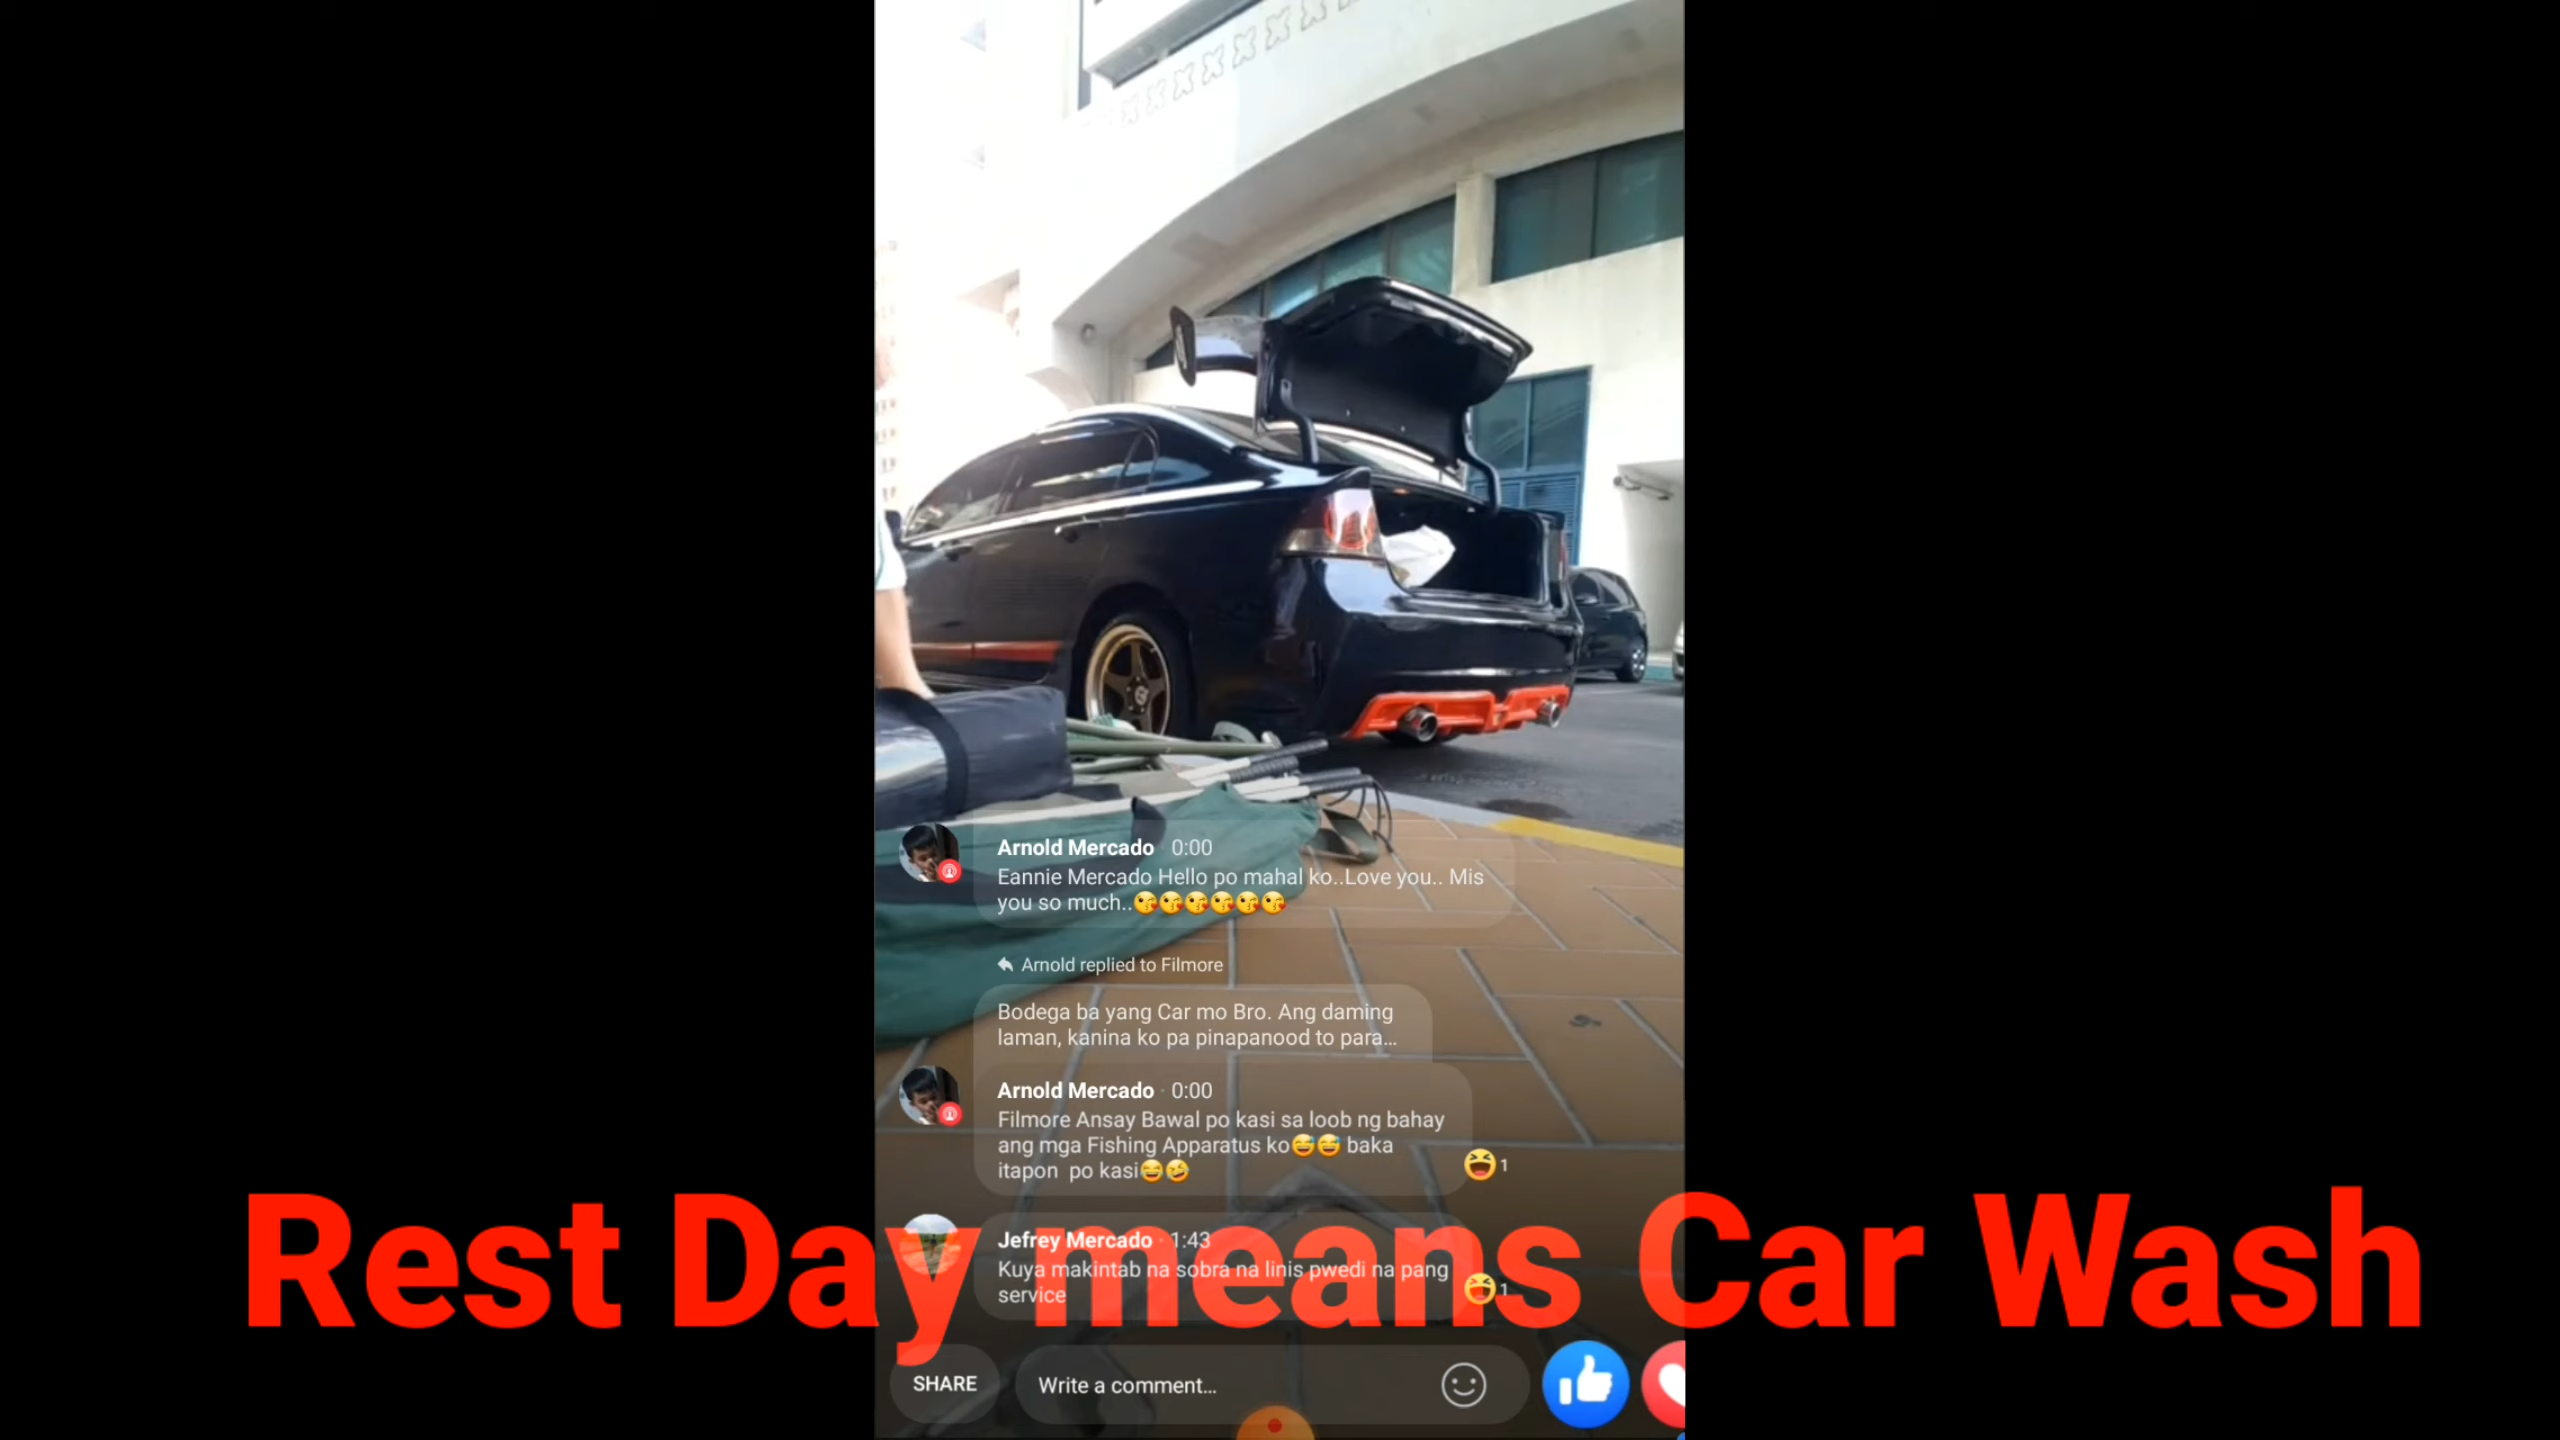 Arnold Mercado · 0:00
Eannie Mercado Hello po mahal ko..Love you.. Mis
you so much..😘😘😘😘😘😘
Arnold replied to Filmore
Bodega ba yang Car mo Bro. Ang daming
laman, kanina ko pa pinapanood to para...
Arnold Mercado · 0:00
Filmore Ansay Bawal po kasi sa loob ng bahay
ang mga Fishing Apparatus ko😅😅 baka
itapon po kasi😂🤣
1
Jefrey Mercado · 1:43
Kuya makintab na sobra na linis pwedi na pang
service
1
Rest Day means Car Wash
SHARE
Write a comment...